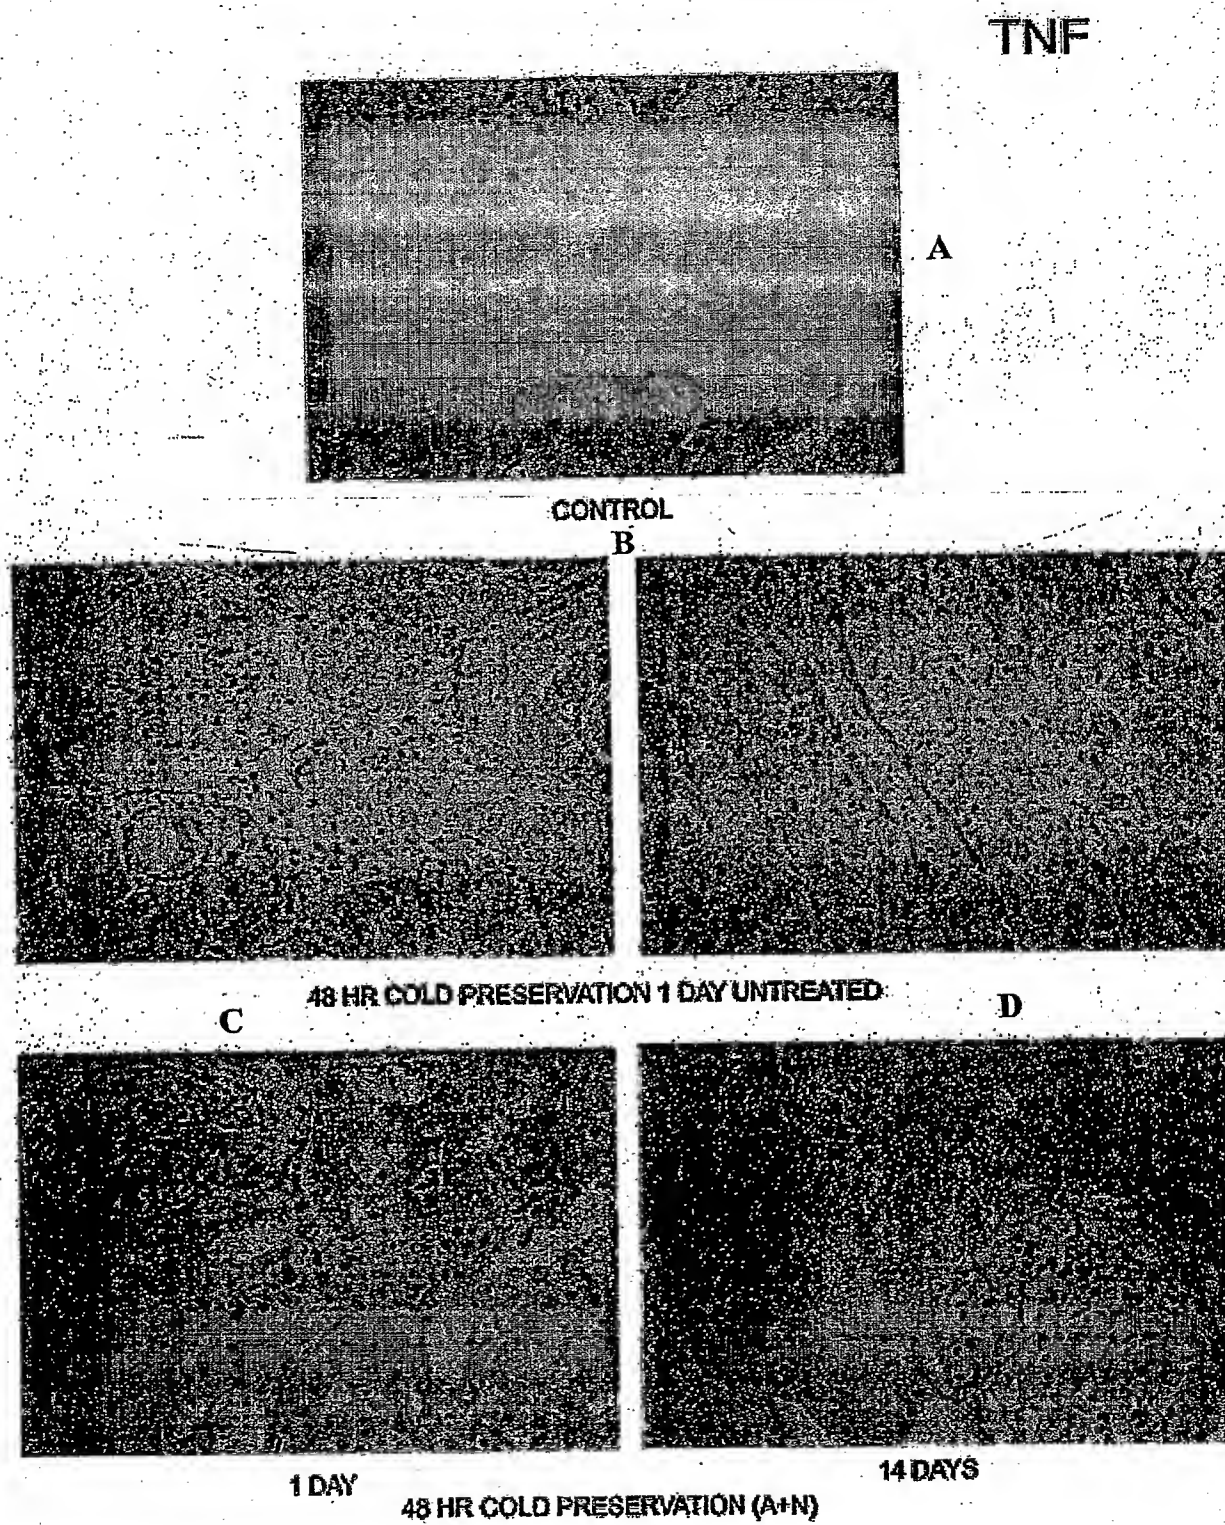 TNF
A
CONTROL
B
48 HR COLD PRESERVATION 1 DAY UNTREATED
C
D
1 DAY
14 DAYS
48 HR COLD PRESERVATION (A+N)